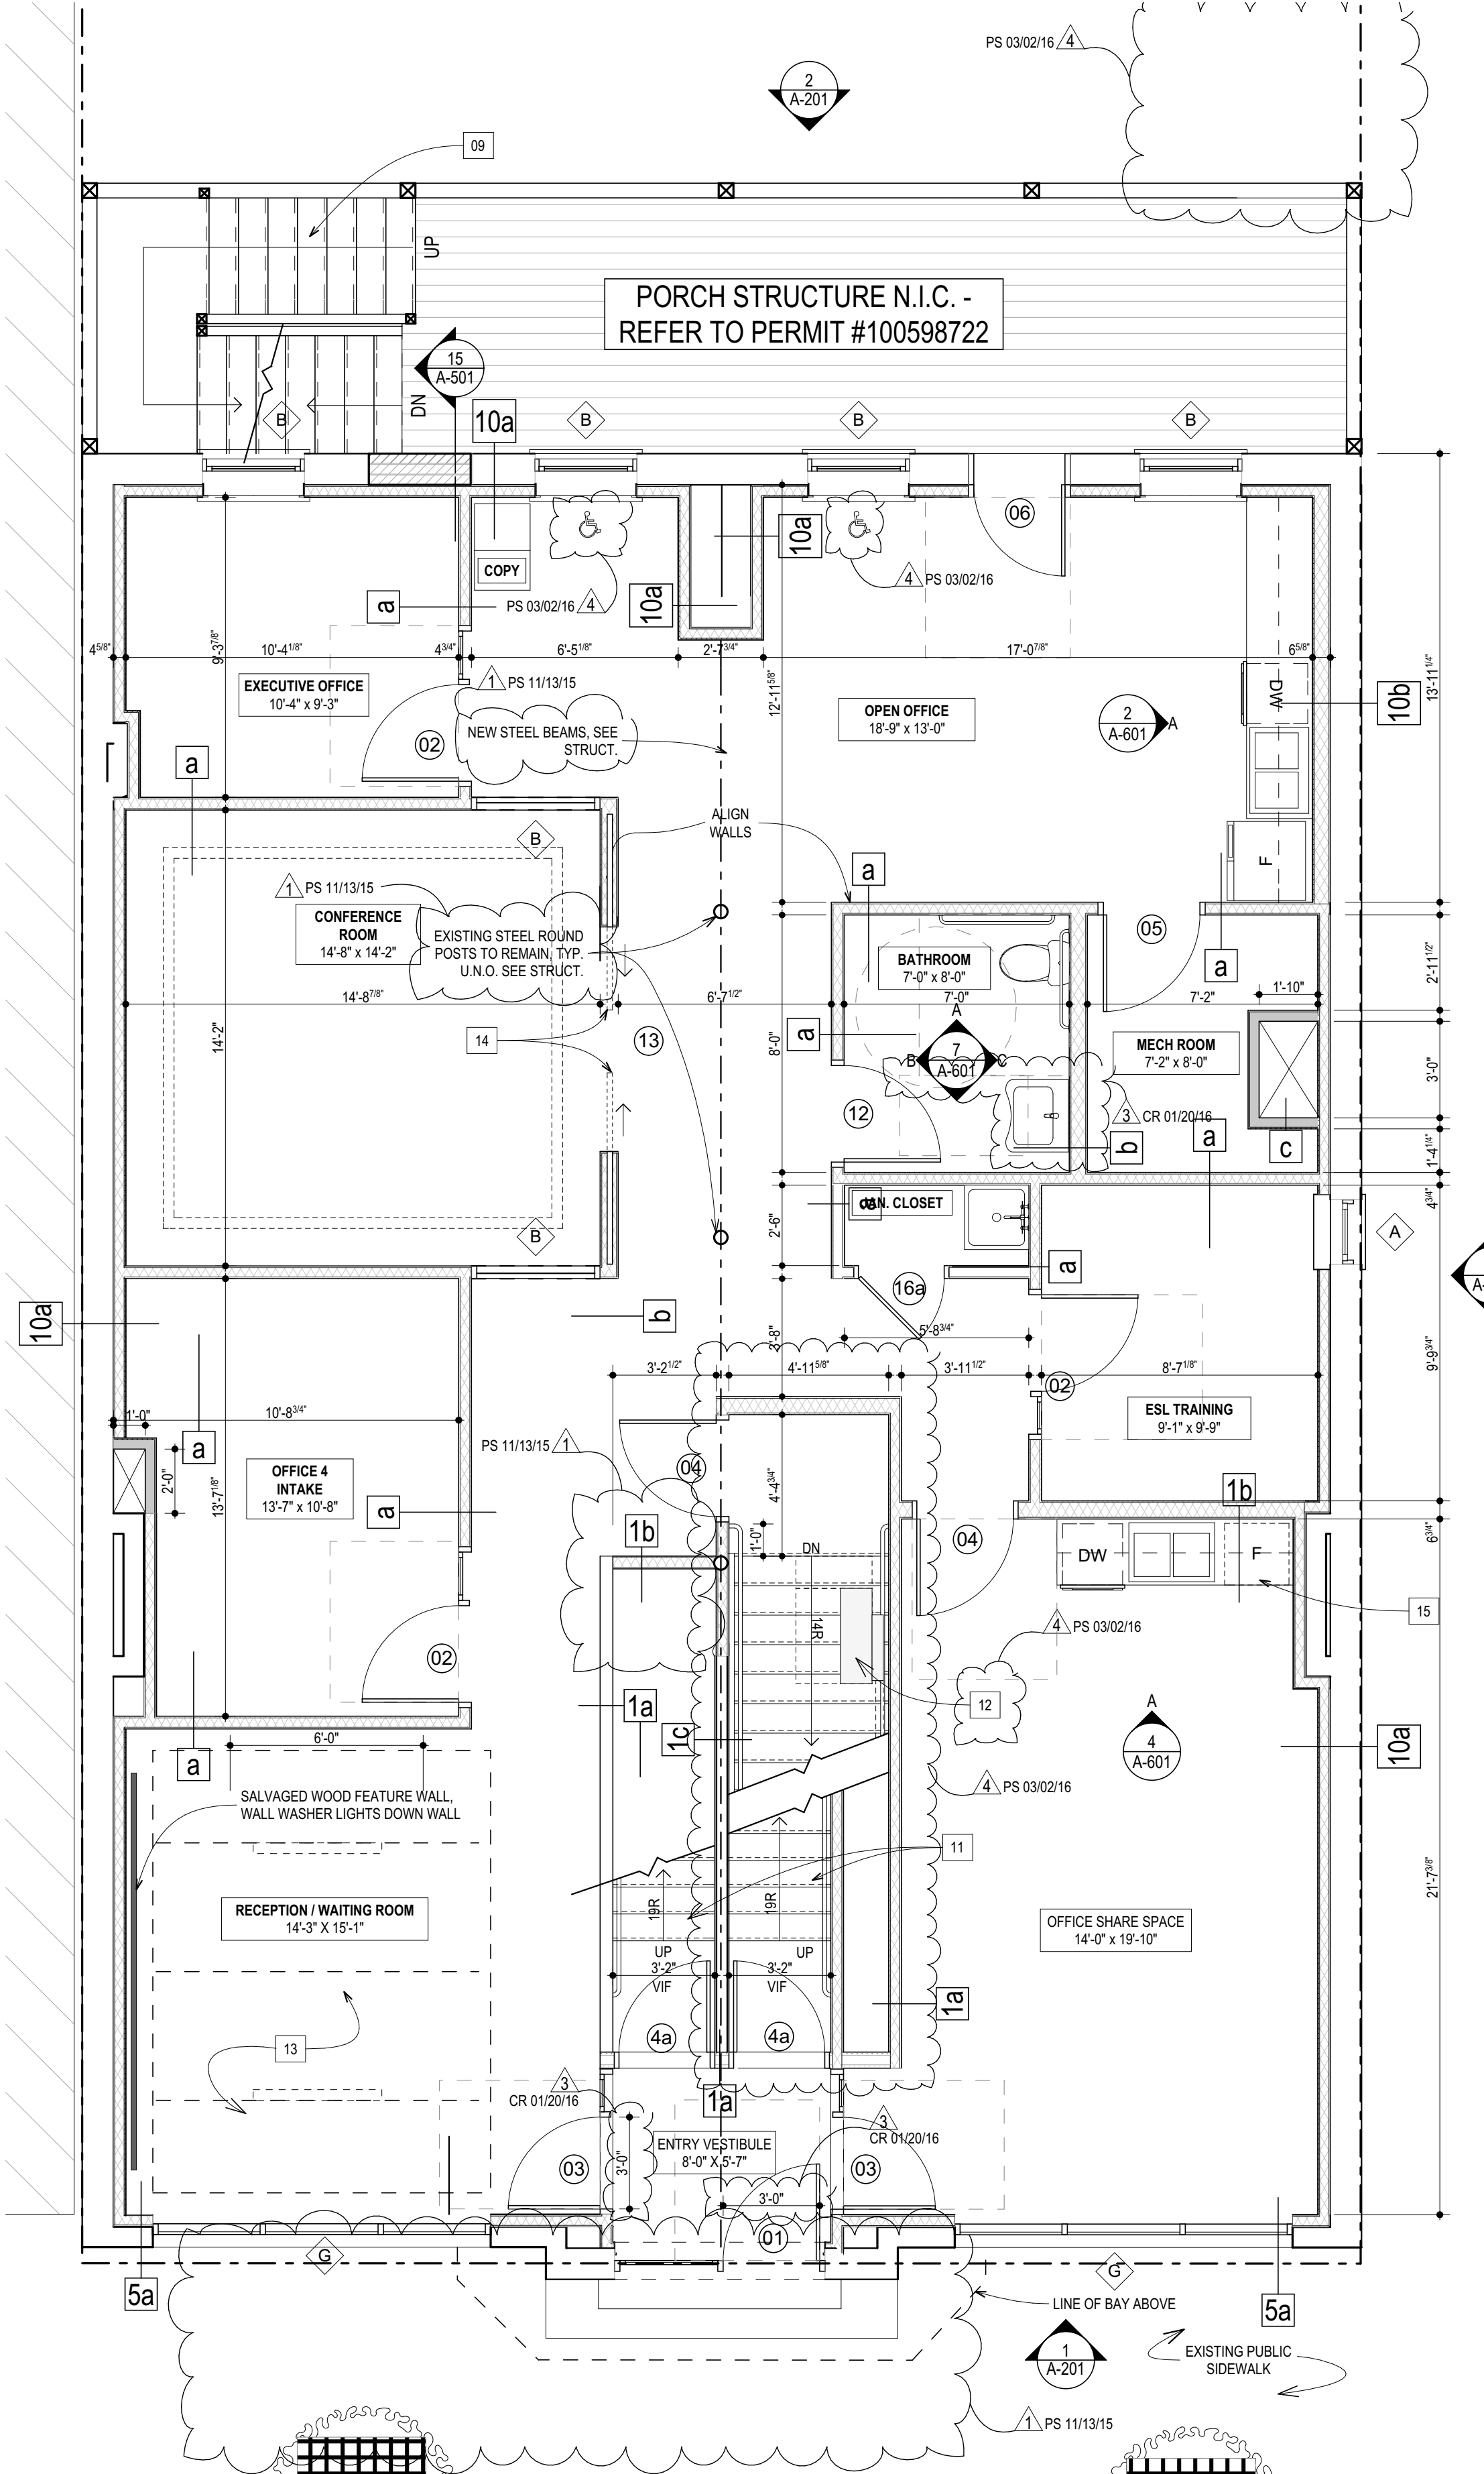 PS 03/02/16 4
2
A-201
09
UP
PORCH STRUCTURE N.I.C. -
REFER TO PERMIT #100598722
15
A-501
DN
B
B
B
B
10a
06
10a
COPY
10a
4 PS 03/02/16
PS 03/02/16 4
a
4 5/8"
9'-3 7/8"
10'-4 1/8"
4 3/4"
6'-5 1/8"
2'-7 3/4"
12'-11 5/8"
17'-0 7/8"
6 5/8"
13'-11 1/4"
EXECUTIVE OFFICE
10'-4" x 9'-3"
1 PS 11/13/15
NEW STEEL BEAMS, SEE
STRUCT.
02
OPEN OFFICE
18'-9" x 13'-0"
2
A-601
A
DW
10b
a
ALIGN
WALLS
B
F
a
1 PS 11/13/15
CONFERENCE
ROOM
14'-8" x 14'-2"
EXISTING STEEL ROUND
POSTS TO REMAIN, TYP.
U.N.O. SEE STRUCT.
05
BATHROOM
7'-0" x 8'-0"
a
2'-11 1/2"
14'-8 7/8"
6'-7 1/2"
7'-0"
7'-2"
1'-10"
14'-2"
14
13
8'-0"
a
A
B
7
A-601
C
MECH ROOM
7'-2" x 8'-0"
3'-0"
12
3 CR 01/20/16
a
b
c
1'-4 1/4"
4 3/4"
B
2'-6"
JAN. CLOSET
a
A
a
16a
10a
b
3'-8"
5'-8 3/4"
3'-2 1/2"
4'-11 5/8"
3'-11 1/2"
8'-7 1/8"
02
9'-9 3/4"
ESL TRAINING
9'-1" x 9'-9"
1'-0"
10'-8 3/4"
a
PS 11/13/15 1
04
OFFICE 4
INTAKE
13'-7" x 10'-8"
2'-0"
13'-7 1/8"
4'-4 3/4"
a
1b
1b
1'-0"
DN
04
6 3/4"
DW
F
15
14R
4 PS 03/02/16
02
12
1a
1c
a
6'-0"
A
4
A-601
10a
SALVAGED WOOD FEATURE WALL,
WALL WASHER LIGHTS DOWN WALL
4 PS 03/02/16
11
19R
19R
21'-7 3/8"
RECEPTION / WAITING ROOM
14'-3" X 15'-1"
OFFICE SHARE SPACE
14'-0" x 19'-10"
UP
UP
3'-2"
VIF
3'-2"
VIF
1a
4a
4a
13
3
CR 01/20/16
1a
3
CR 01/20/16
ENTRY VESTIBULE
8'-0" X 5'-7"
03
3'-0"
03
3'-0"
01
G
G
5a
5a
LINE OF BAY ABOVE
1
A-201
EXISTING PUBLIC
SIDEWALK
1 PS 11/13/15